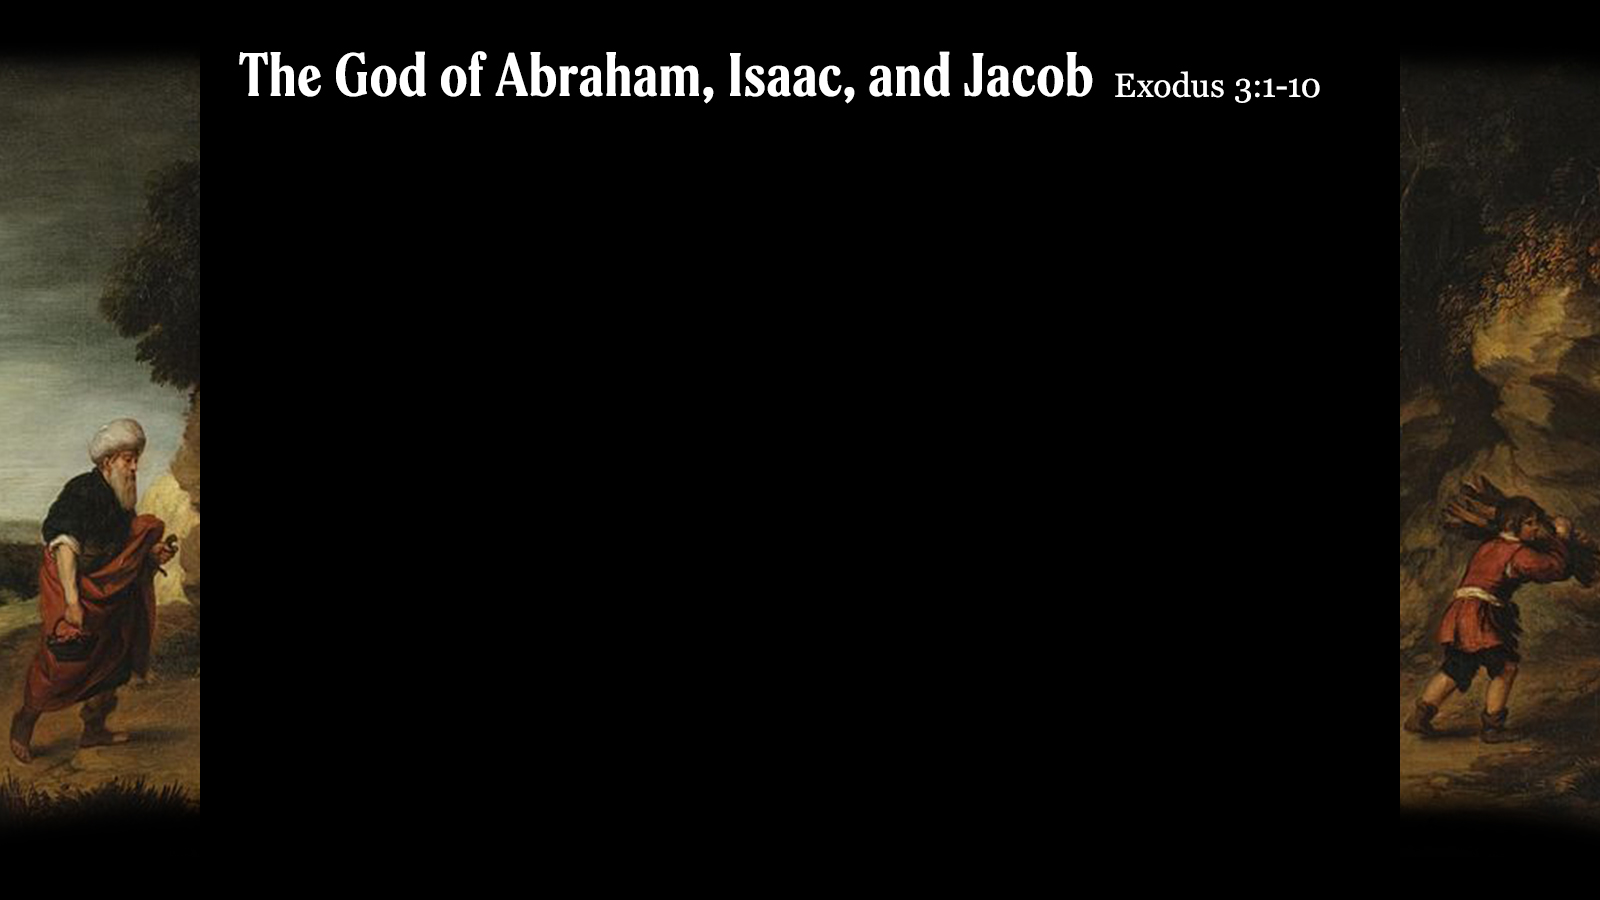 The God of Abraham, Isaac, and Jacob Exodus 3:1-10